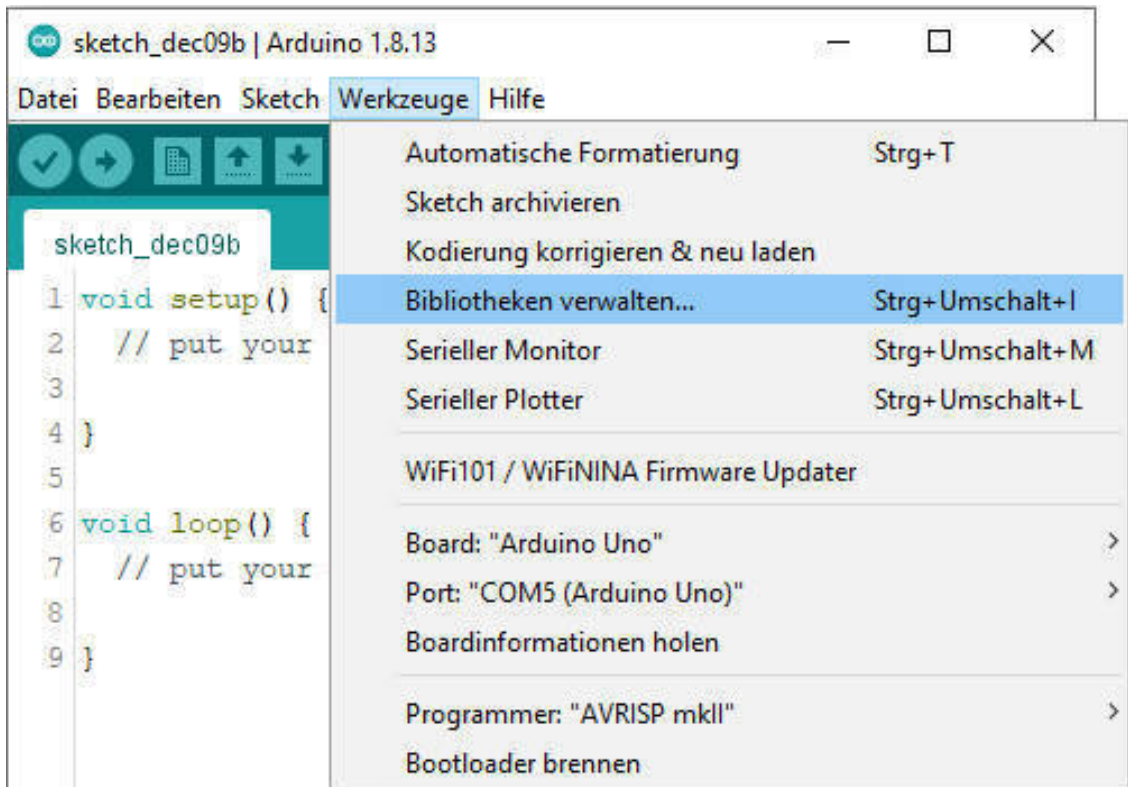 sketch_dec09b | Arduino 1.8.13
Datei Bearbeiten Sketch Werkzeuge Hilfe
Automatische Formatierung Strg+T
Sketch archivieren
sketch_dec09b
Kodierung korrigieren & neu laden
1 void setup() {
Bibliotheken verwalten... Strg+Umschalt+I
2 // put your
Serieller Monitor Strg+Umschalt+M
3
Serieller Plotter Strg+Umschalt+L
4 }
5
WiFi101 / WiFiNINA Firmware Updater
6 void loop() {
Board: "Arduino Uno"
7 // put your
Port: "COM5 (Arduino Uno)"
8
Boardinformationen holen
9 }
Programmer: "AVRISP mkII"
Bootloader brennen